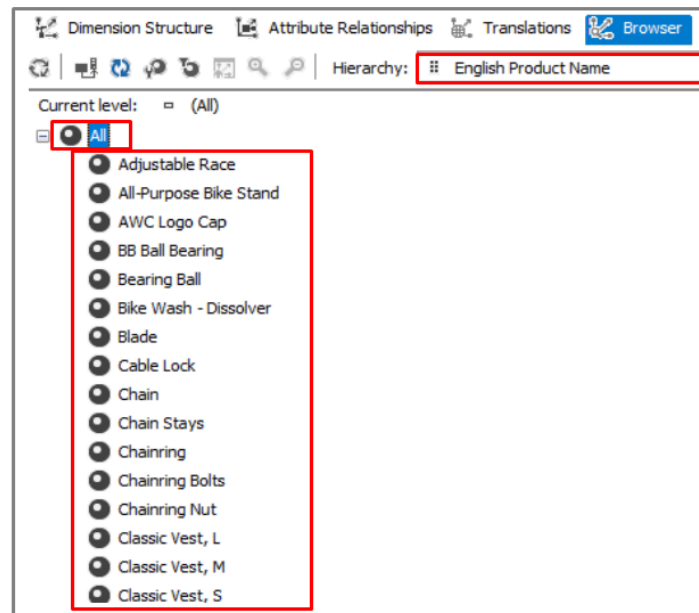 Dimension Structure Attribute Relationships Translations Browser
Hierarchy: English Product Name
Current level: (All)
All
Adjustable Race
All-Purpose Bike Stand
AWC Logo Cap
BB Ball Bearing
Bearing Ball
Bike Wash - Dissolver
Blade
Cable Lock
Chain
Chain Stays
Chainring
Chainring Bolts
Chainring Nut
Classic Vest, L
Classic Vest, M
Classic Vest, S